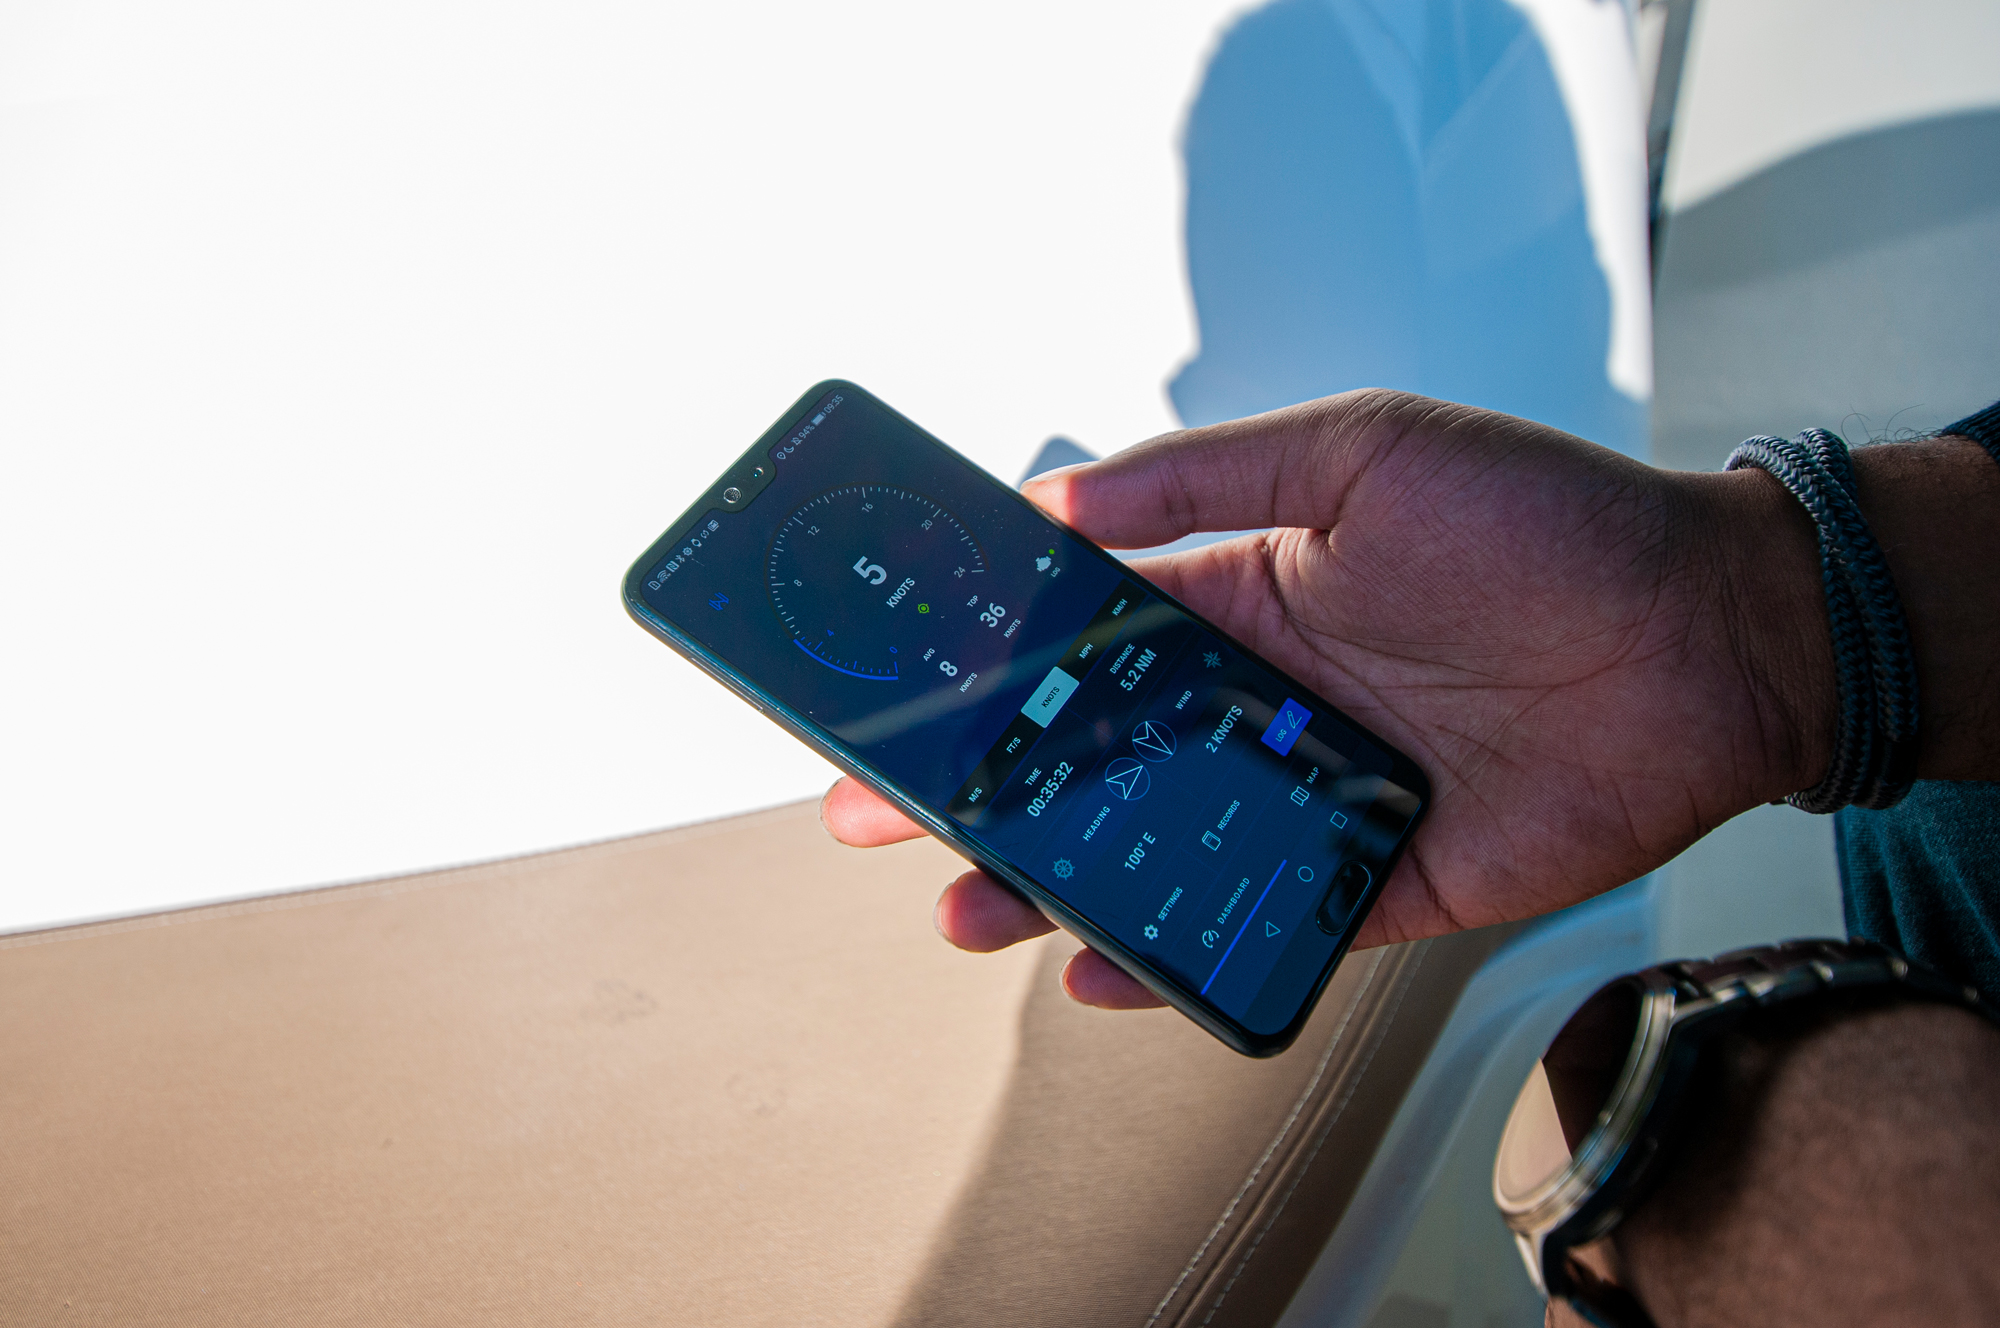 94% 09:35
12
16
20
8
24
4
0
5
KNOTS
AVG
8
KNOTS
TOP
36
KNOTS
LOG
M/S FT/S KNOTS MPH KM/H
TIME
00:35:32
DISTANCE
5.2 NM
HEADING
100° E
WIND
2 KNOTS
SETTINGS
RECORDS
LOG
DASHBOARD
MAP